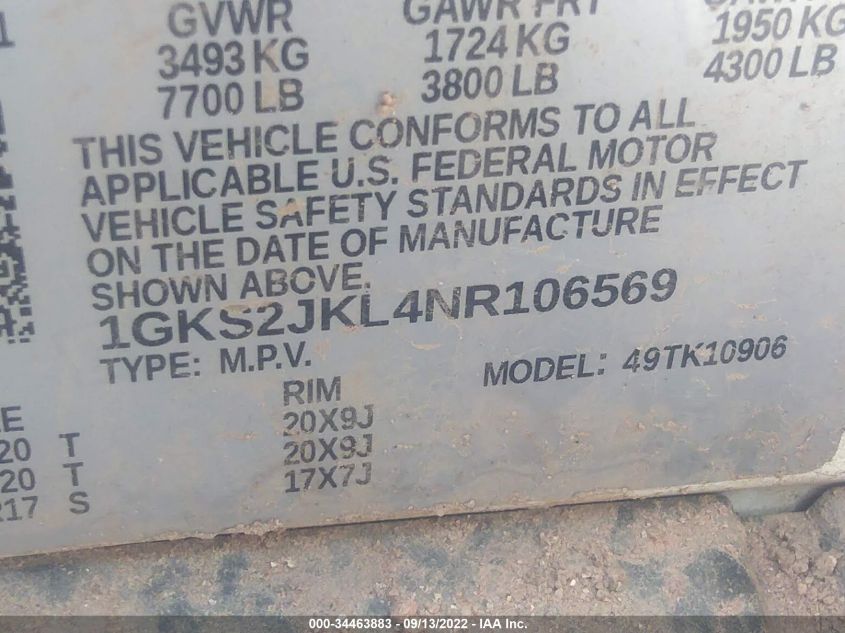 GVWR GAWR FRT
3493 KG 1724 KG 1950 KG
7700 LB 3800 LB 4300 LB
THIS VEHICLE CONFORMS TO ALL
APPLICABLE U.S. FEDERAL MOTOR
VEHICLE SAFETY STANDARDS IN EFFECT
ON THE DATE OF MANUFACTURE
SHOWN ABOVE.
1GKS2JKL4NR106569
TYPE: M.P.V. MODEL: 49TK10906
RIM
20X9J
20 T 20X9J
20 T 17X7J
R17 S
000-34463883 - 09/13/2022 - IAA Inc.